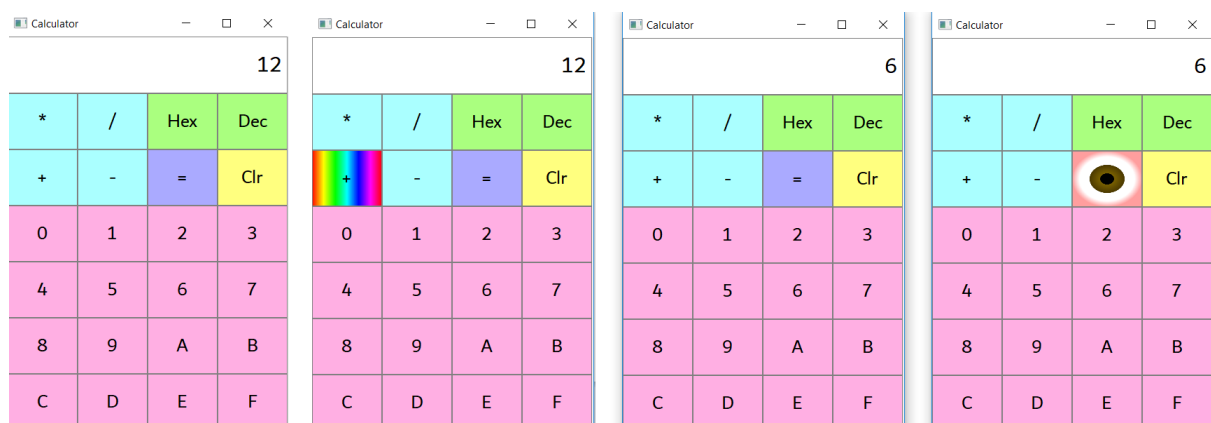 Calculator
12
* / Hex Dec
+ - = Clr
0 1 2 3
4 5 6 7
8 9 A B
C D E F
Calculator
12
* / Hex Dec
+ - = Clr
0 1 2 3
4 5 6 7
8 9 A B
C D E F
Calculator
6
* / Hex Dec
+ - = Clr
0 1 2 3
4 5 6 7
8 9 A B
C D E F
Calculator
6
* / Hex Dec
+ - Clr
0 1 2 3
4 5 6 7
8 9 A B
C D E F